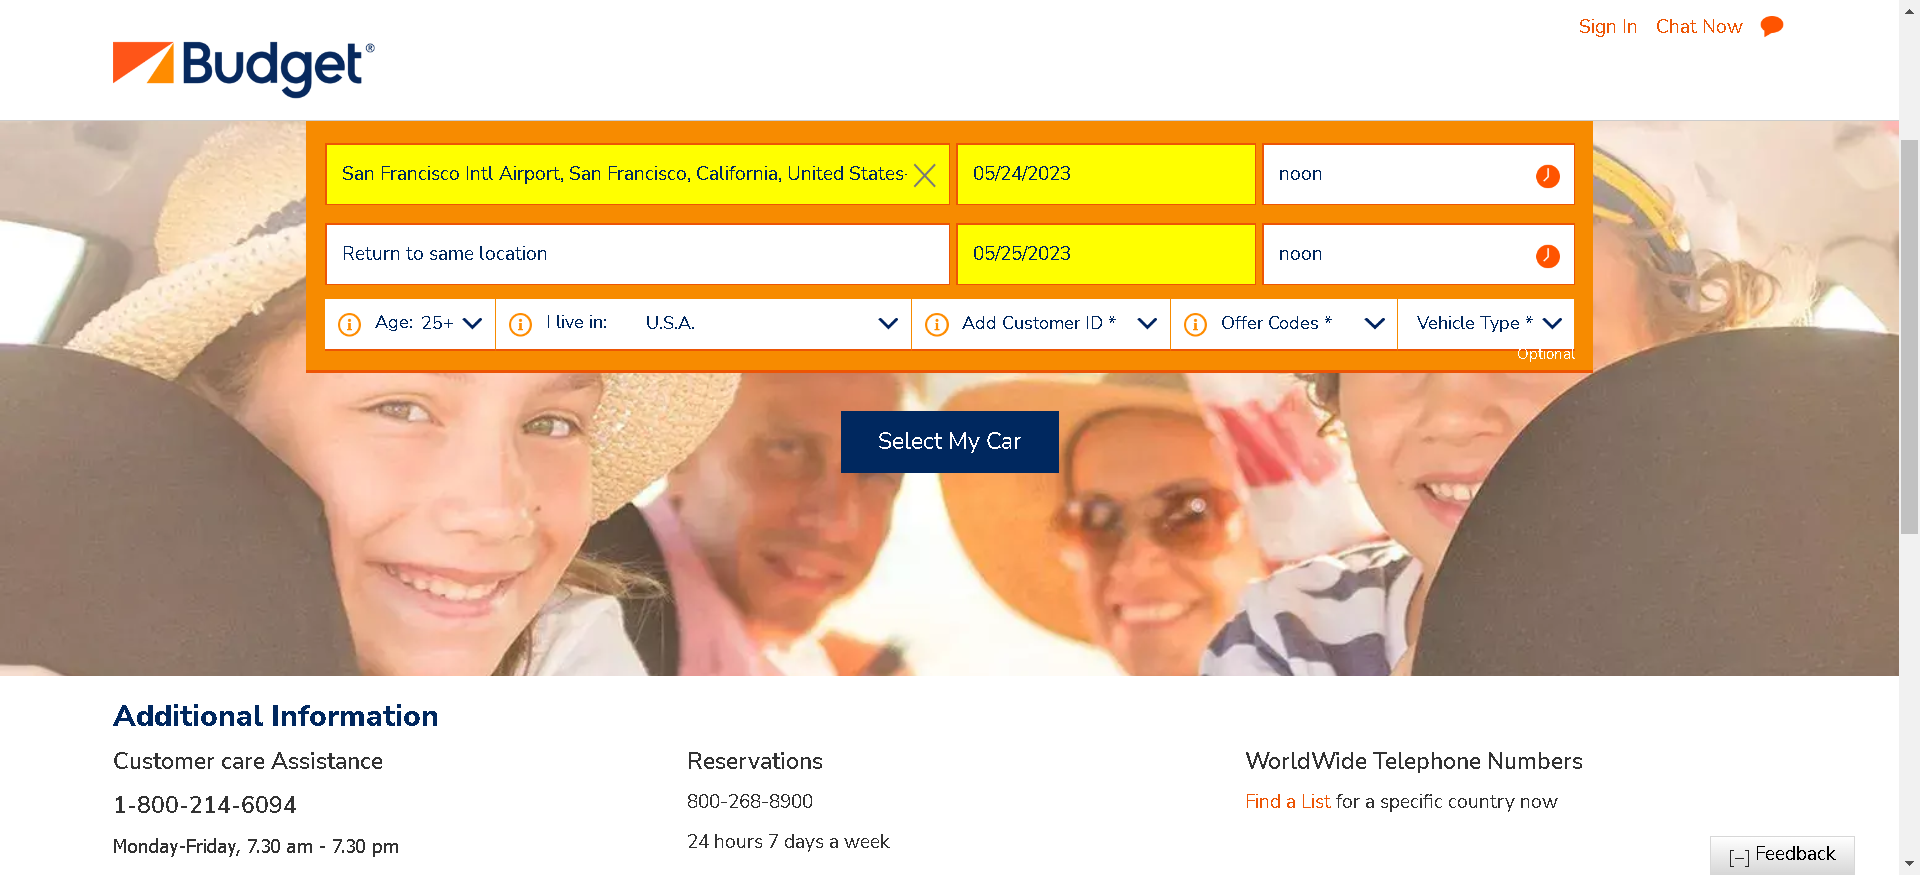 Sign In Chat Now
Budget®
San Francisco Intl Airport, San Francisco, California, United States-
05/24/2023
noon
Return to same location
05/25/2023
noon
Age: 25+
I live in: U.S.A.
Add Customer ID *
Offer Codes *
Vehicle Type *
Optional
Select My Car
Additional Information
Customer care Assistance
1-800-214-6094
Monday-Friday, 7.30 am - 7.30 pm
Reservations
800-268-8900
24 hours 7 days a week
WorldWide Telephone Numbers
Find a List for a specific country now
[-] Feedback